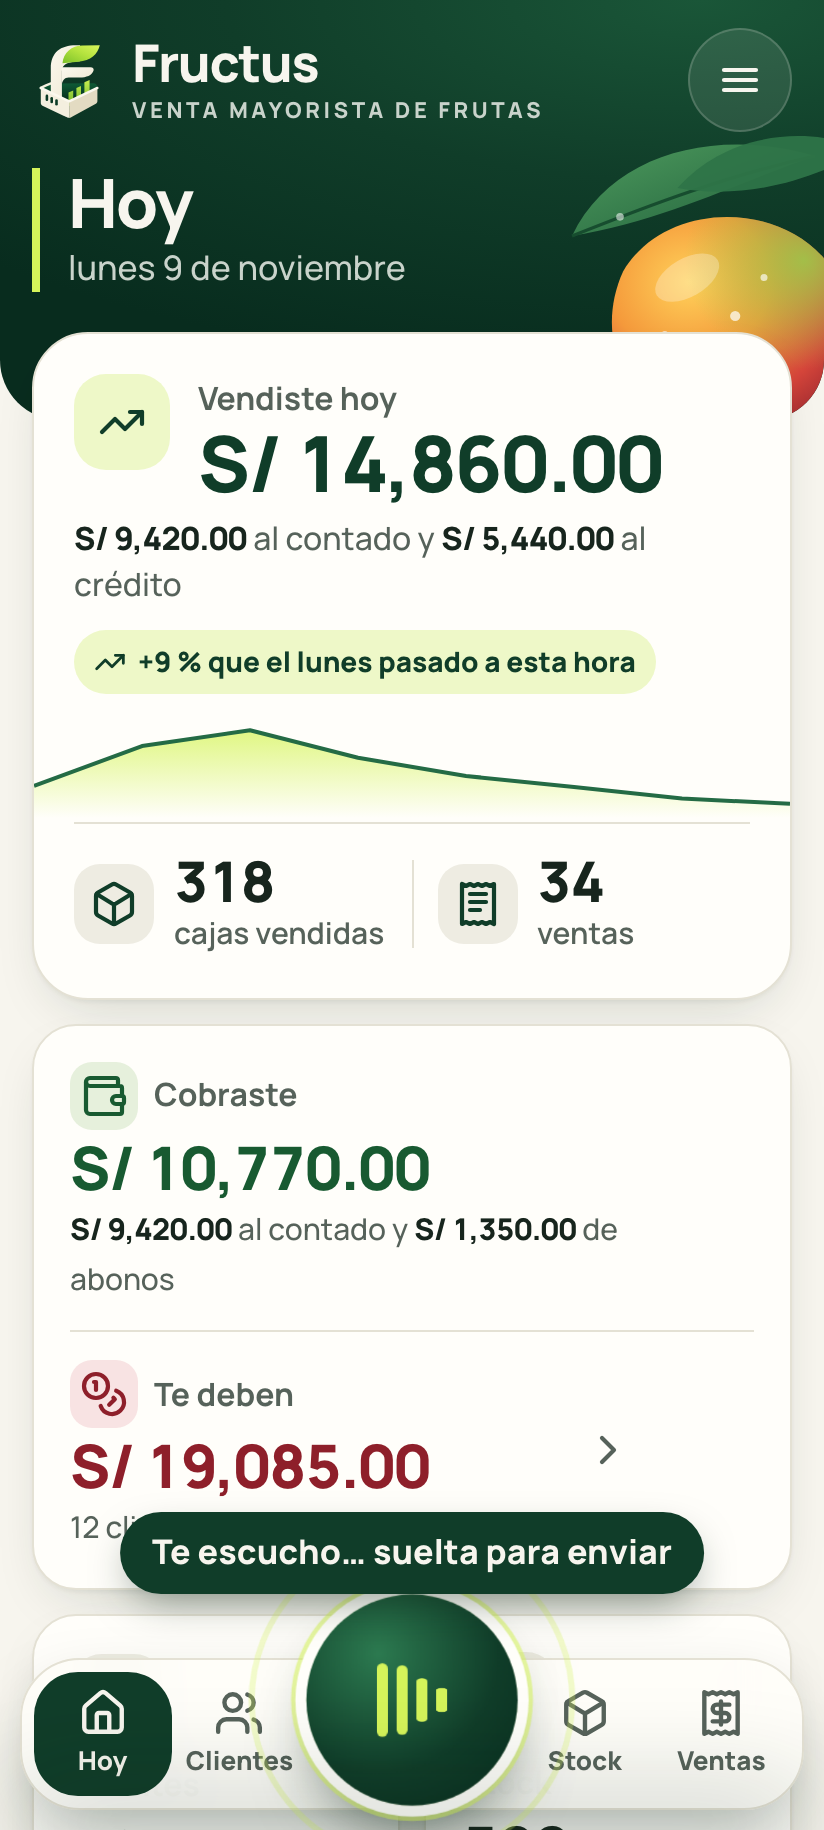 Fructus
VENTA MAYORISTA DE FRUTAS
Hoy
lunes 9 de noviembre
Vendiste hoy
S/ 14,860.00
S/ 9,420.00 al contado y S/ 5,440.00 al
crédito
+9 % que el lunes pasado a esta hora
318
cajas vendidas
34
ventas
Cobraste
S/ 10,770.00
S/ 9,420.00 al contado y S/ 1,350.00 de
abonos
Te deben
S/ 19,085.00
12
Te escucho... suelta para enviar
Hoy
Clientes
Stock
Ventas